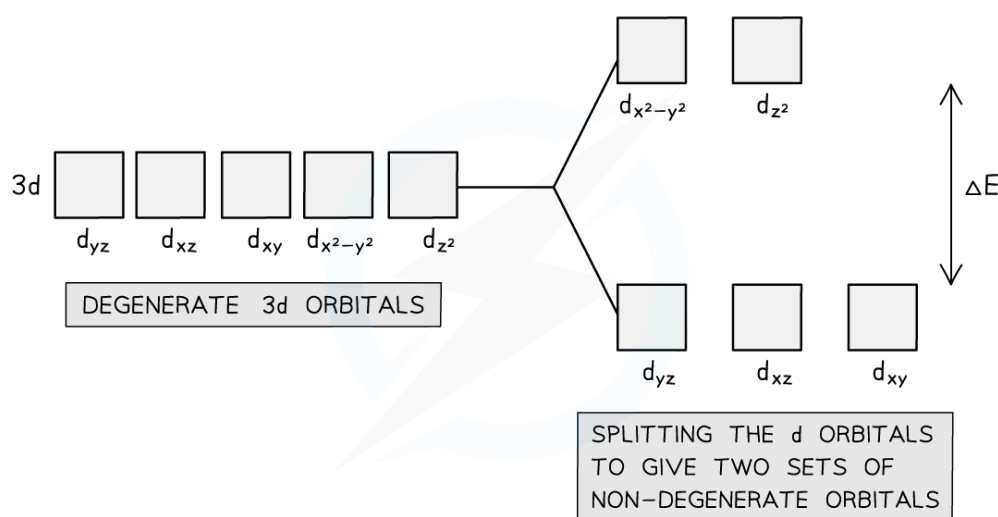 d_x²−y² d_z²
3d
ΔE
d_yz d_xz d_xy d_x²−y² d_z²
DEGENERATE 3d ORBITALS
d_yz d_xz d_xy
SPLITTING THE d ORBITALS
TO GIVE TWO SETS OF
NON-DEGENERATE ORBITALS